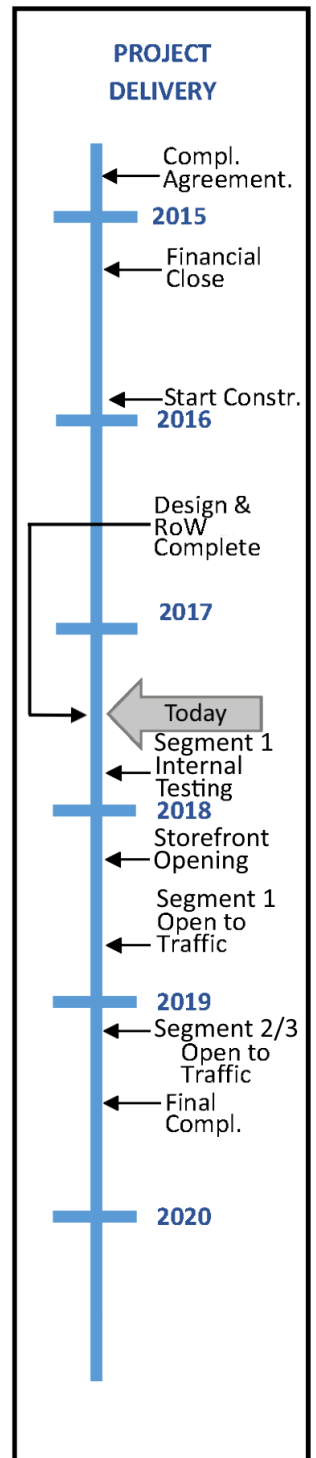 PROJECT
DELIVERY
Compl.
Agreement.
2015
Financial
Close
Start Constr.
2016
Design &
RoW
Complete
2017
Today
Segment 1
Internal
Testing
2018
Storefront
Opening
Segment 1
Open to
Traffic
2019
Segment 2/3
Open to
Traffic
Final
Compl.
2020